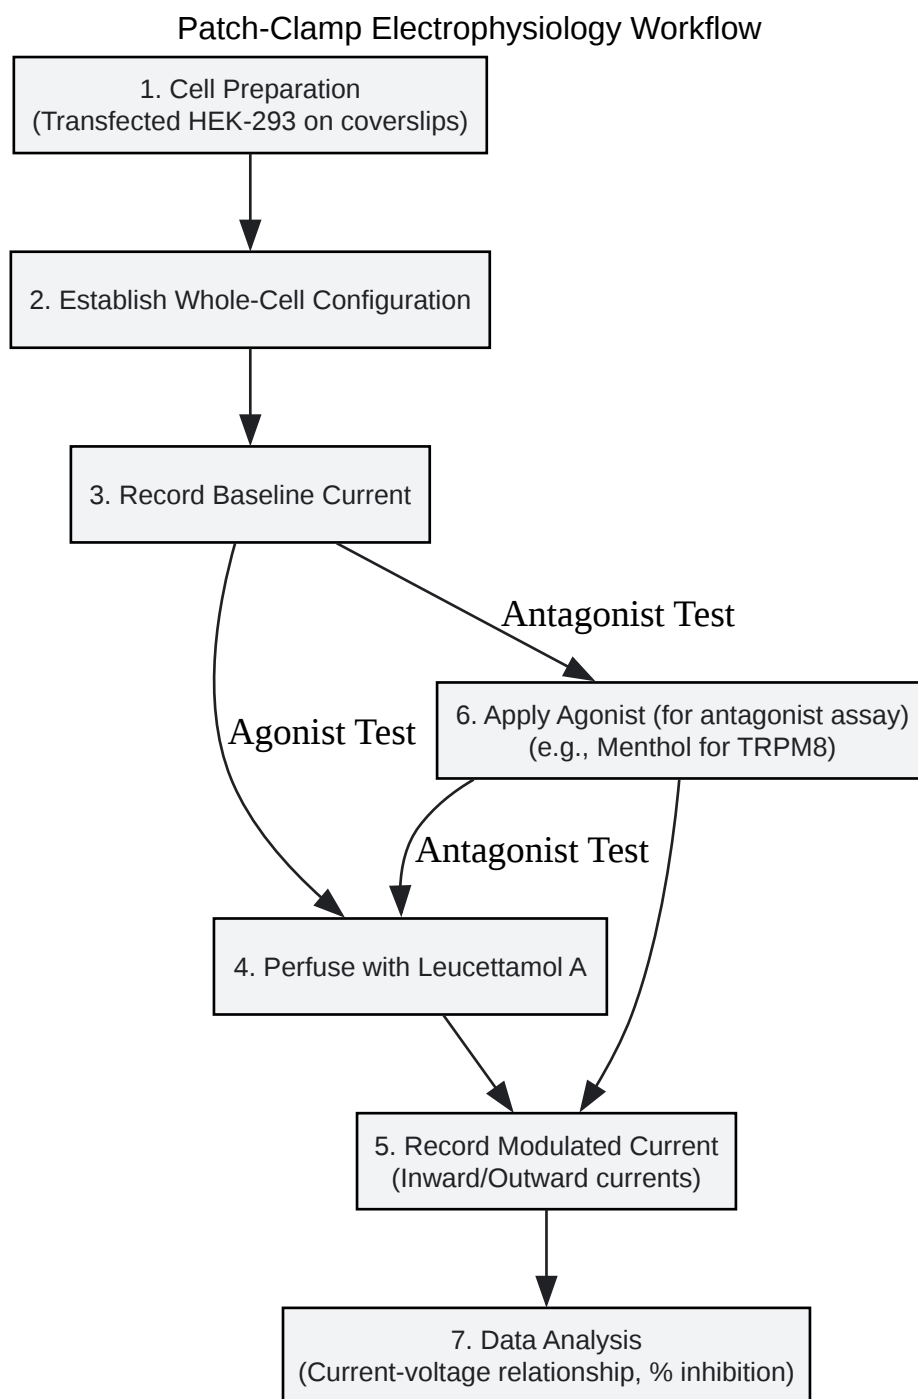 Patch-Clamp Electrophysiology Workflow
1. Cell Preparation
(Transfected HEK-293 on coverslips)
2. Establish Whole-Cell Configuration
3. Record Baseline Current
Antagonist Test
Agonist Test
6. Apply Agonist (for antagonist assay)
(e.g., Menthol for TRPM8)
Antagonist Test
4. Perfuse with Leucettamol A
5. Record Modulated Current
(Inward/Outward currents)
7. Data Analysis
(Current-voltage relationship, % inhibition)